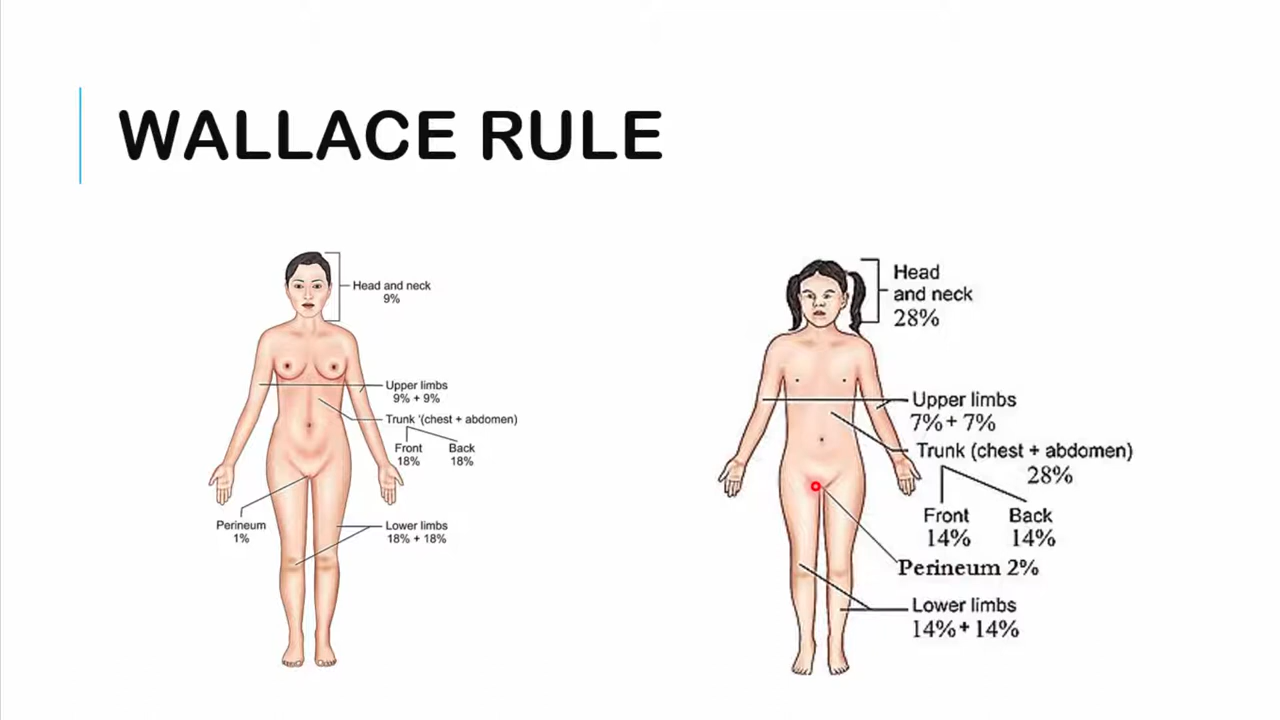 WALLACE RULE
Head and neck
9%
Upper limbs
9% + 9%
Trunk '(chest + abdomen)
Front
18%
Back
18%
Perineum
1%
Lower limbs
18% + 18%
Head
and neck
28%
Upper limbs
7% + 7%
Trunk (chest + abdomen)
28%
Front
14%
Back
14%
Perineum 2%
Lower limbs
14% + 14%